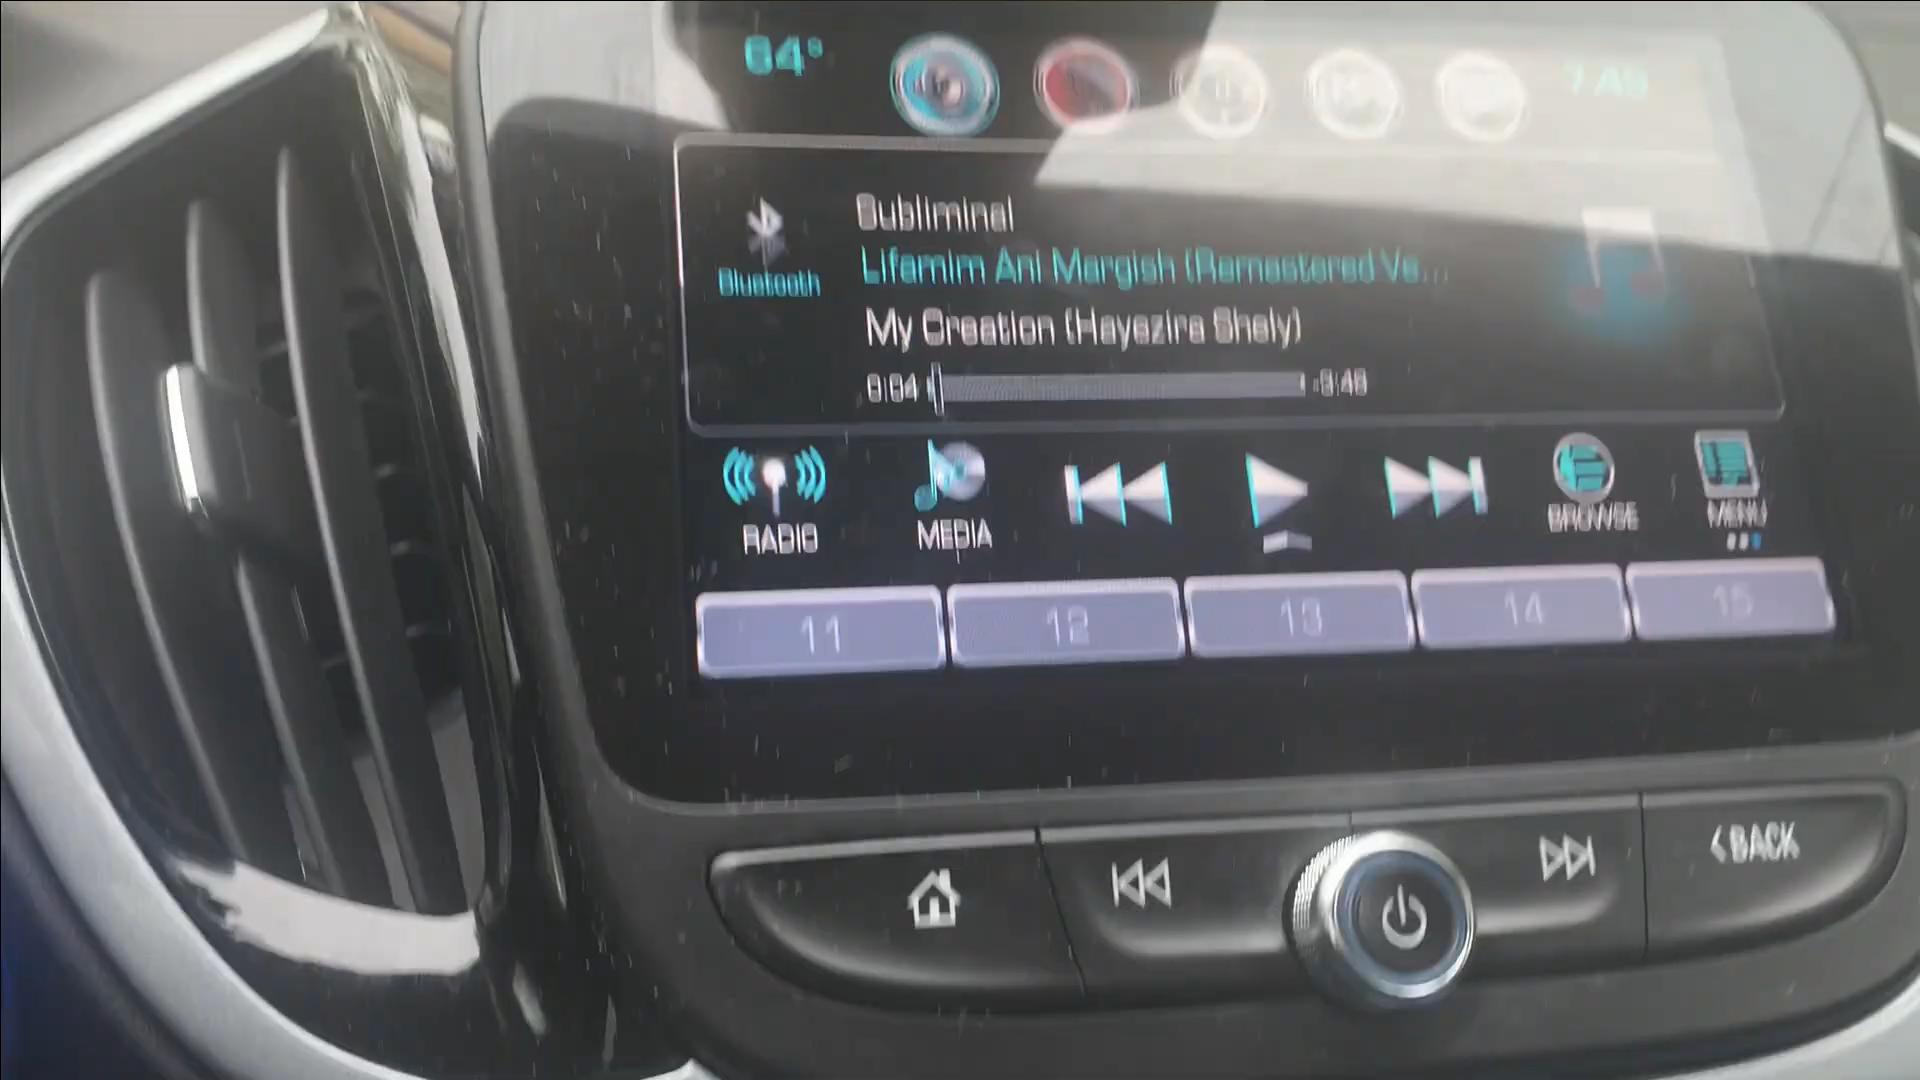 64°
Bluetooth
Subliminal
Lifamim Ani Margish (Remastered Ve...
My Creation (Hayezira Shely)
0:04
RADIO
MEDIA
BROWSE
MENU
11
12
13
14
15
<BACK